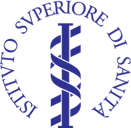 ISTITVTO SVPERIORE DI SANITÀ